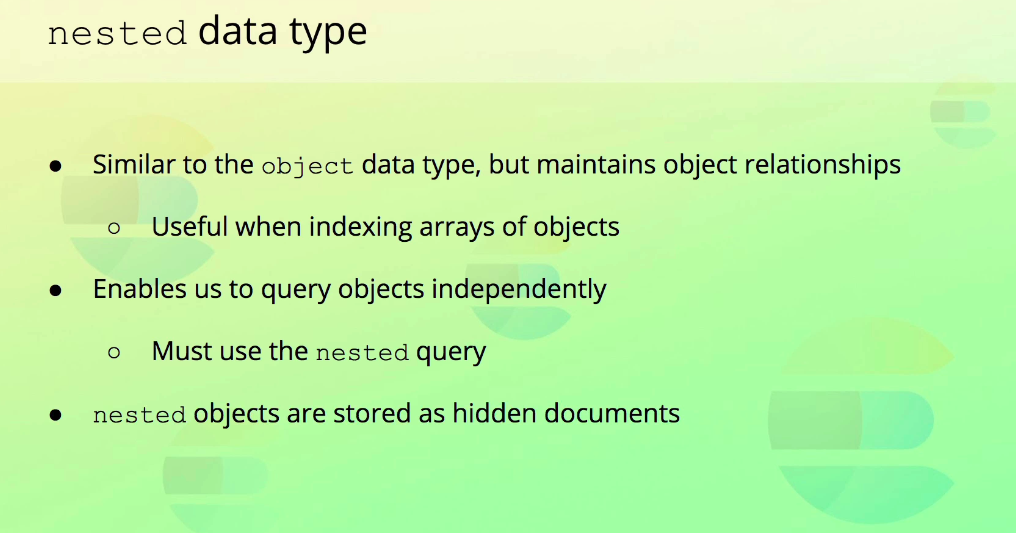 nested data type
● Similar to the object data type, but maintains object relationships
○ Useful when indexing arrays of objects
● Enables us to query objects independently
○ Must use the nested query
● nested objects are stored as hidden documents